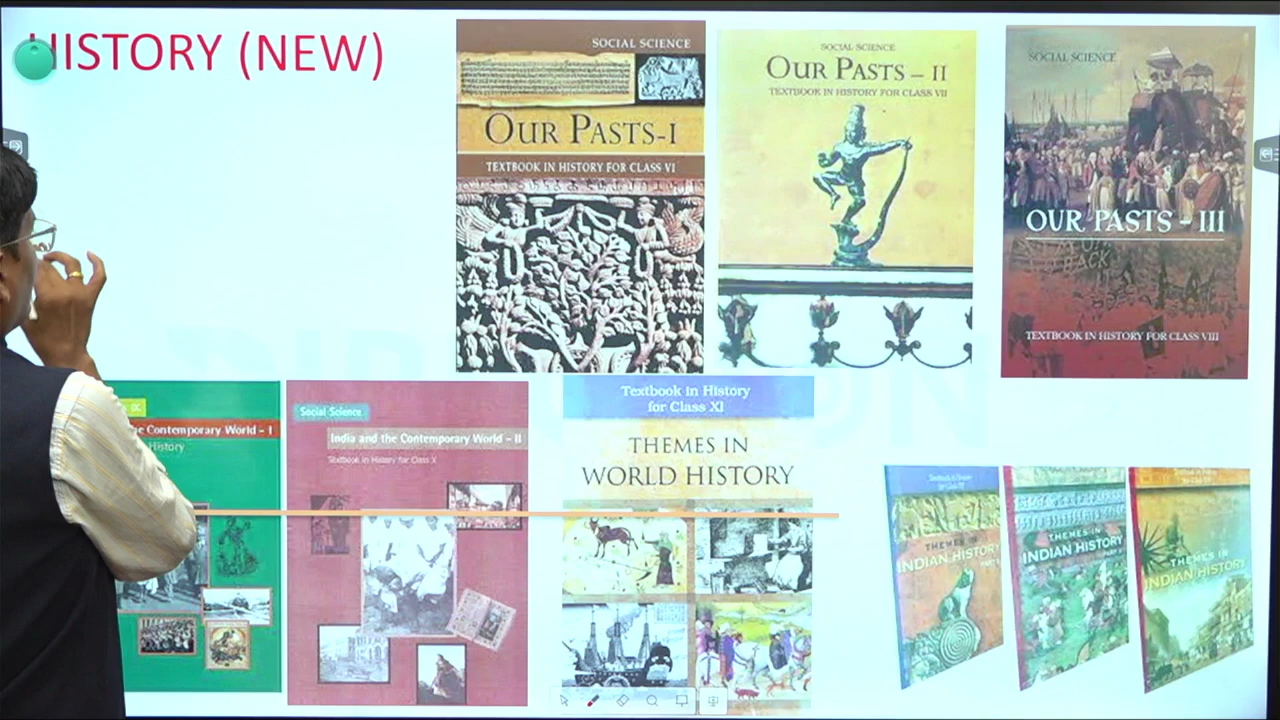 HISTORY (NEW)
SOCIAL SCIENCE
OUR PASTS-I
TEXTBOOK IN HISTORY FOR CLASS VI
SOCIAL SCIENCE
OUR PASTS – II
TEXTBOOK IN HISTORY FOR CLASS VII
SOCIAL SCIENCE
OUR PASTS – III
TEXTBOOK IN HISTORY FOR CLASS VIII
Contemporary World – I
History
Social Science
India and the Contemporary World – II
Textbook in History for Class X
Textbook in History
for Class XI
THEMES IN
WORLD HISTORY
THEMES IN
INDIAN HISTORY
THEMES IN
INDIAN HISTORY
THEMES IN
INDIAN HISTORY